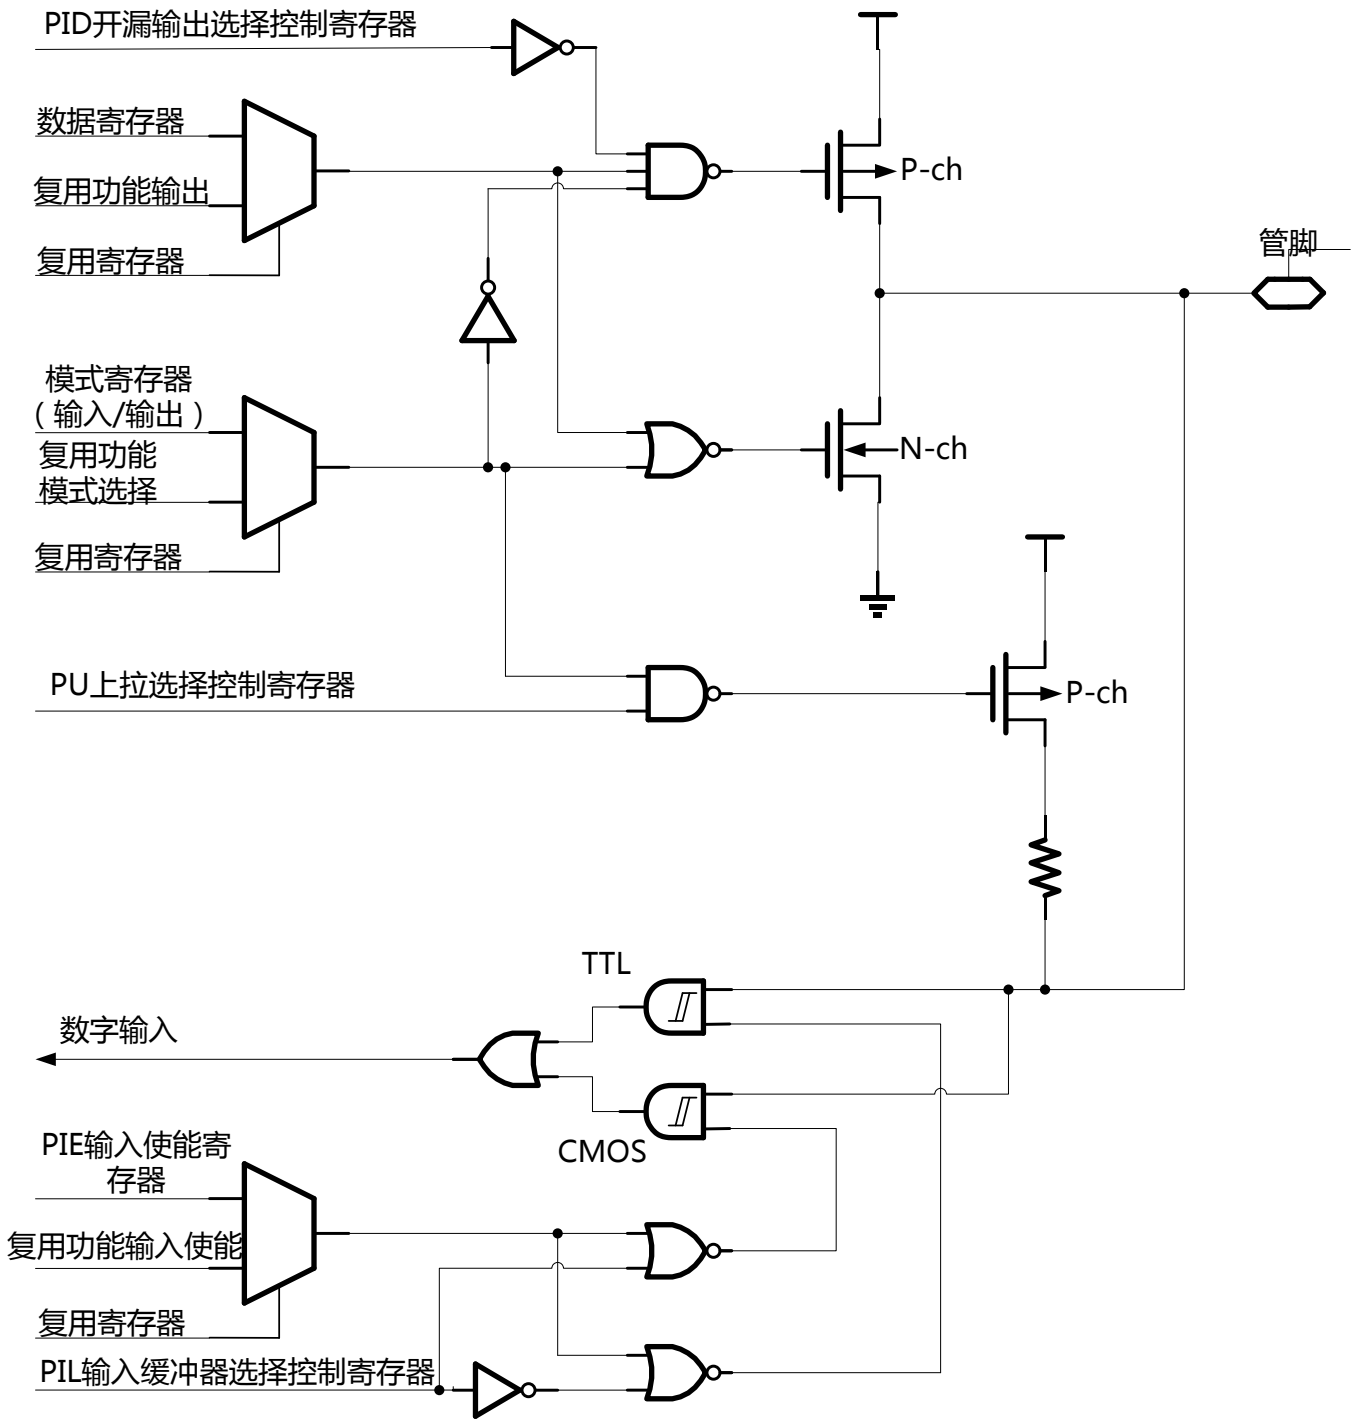 PID开漏输出选择控制寄存器
数据寄存器
复用功能输出
复用寄存器
P-ch
管脚
模式寄存器
（输入/输出）
复用功能
模式选择
复用寄存器
N-ch
PU上拉选择控制寄存器
P-ch
TTL
数字输入
CMOS
PIE输入使能寄
存器
复用功能输入使能
复用寄存器
PIL输入缓冲器选择控制寄存器